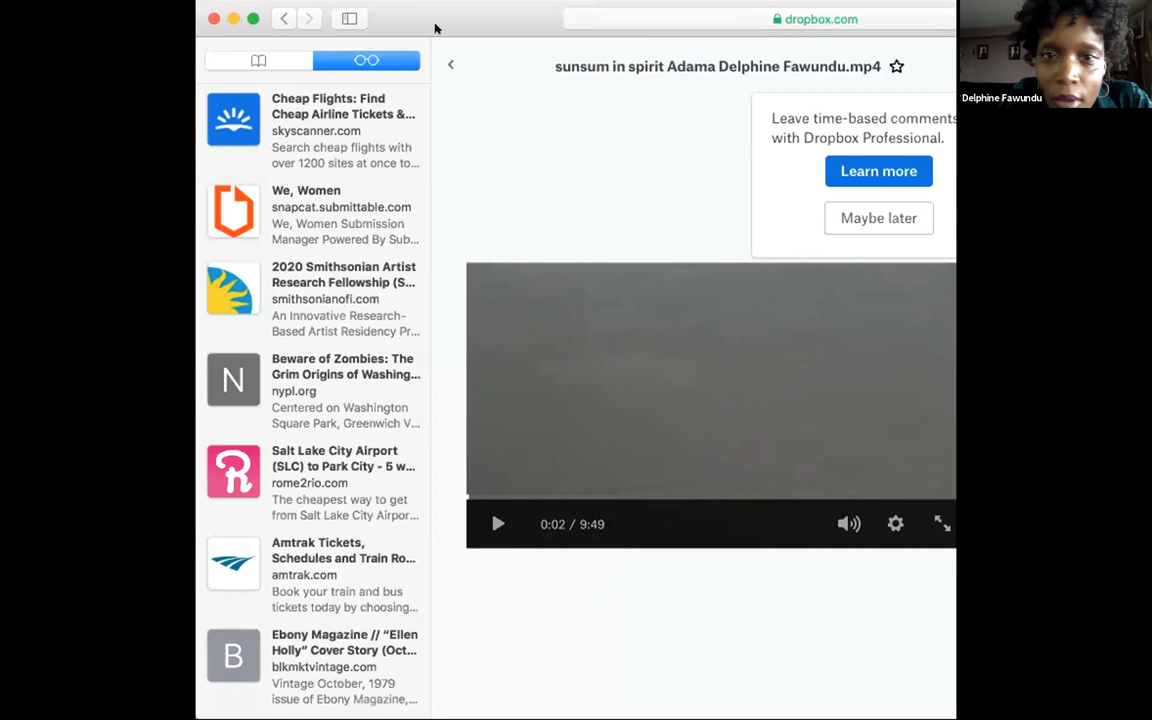 dropbox.com
sunsum in spirit Adama Delphine Fawundu.mp4
Delphine Fawundu
Cheap Flights: Find
Cheap Airline Tickets &...
skyscanner.com
Search cheap flights with
over 1200 sites at once to...
We, Women
snapcat.submittable.com
We, Women Submission
Manager Powered By Sub...
2020 Smithsonian Artist
Research Fellowship (S...
smithsonianofi.com
An Innovative Research-
Based Artist Residency Pr...
N
Beware of Zombies: The
Grim Origins of Washing...
nypl.org
Centered on Washington
Square Park, Greenwich V...
R
Salt Lake City Airport
(SLC) to Park City - 5 w...
rome2rio.com
The cheapest way to get
from Salt Lake City Airpor...
Amtrak Tickets,
Schedules and Train Ro...
amtrak.com
Book your train and bus
tickets today by choosing...
B
Ebony Magazine // “Ellen
Holly” Cover Story (Oct...
blkmktvintage.com
Vintage October, 1979
issue of Ebony Magazine,...
Leave time-based comments
with Dropbox Professional.
Learn more
Maybe later
0:02 / 9:49